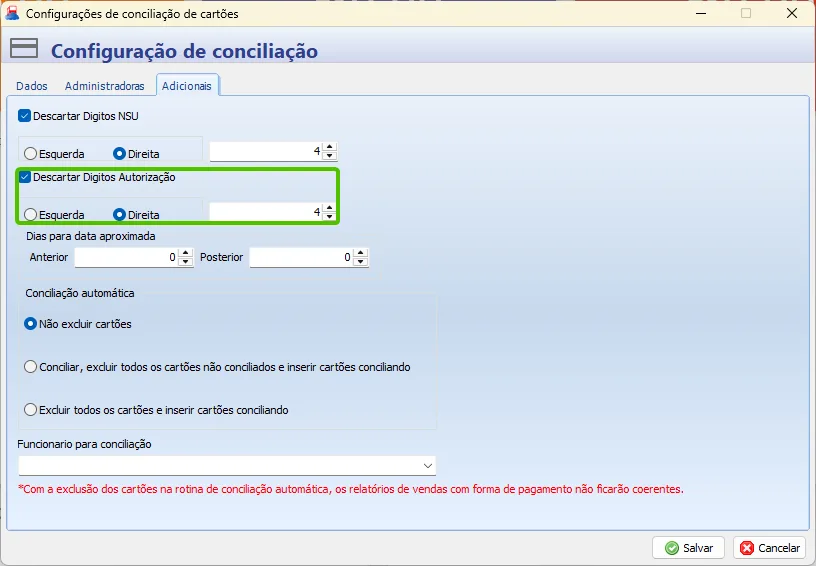 Configurações de conciliação de cartões
Configuração de conciliação
Dados Administradoras Adicionais
Descartar Digitos NSU
Esquerda Direita 4
Descartar Digitos Autorização
Esquerda Direita 4
Dias para data aproximada
Anterior 0 Posterior 0
Conciliação automática
Não excluir cartões
Conciliar, excluir todos os cartões não conciliados e inserir cartões conciliando
Excluir todos os cartões e inserir cartões conciliando
Funcionario para conciliação
*Com a exclusão dos cartões na rotina de conciliação automática, os relatórios de vendas com forma de pagamento não ficarão coerentes.
Salvar Cancelar